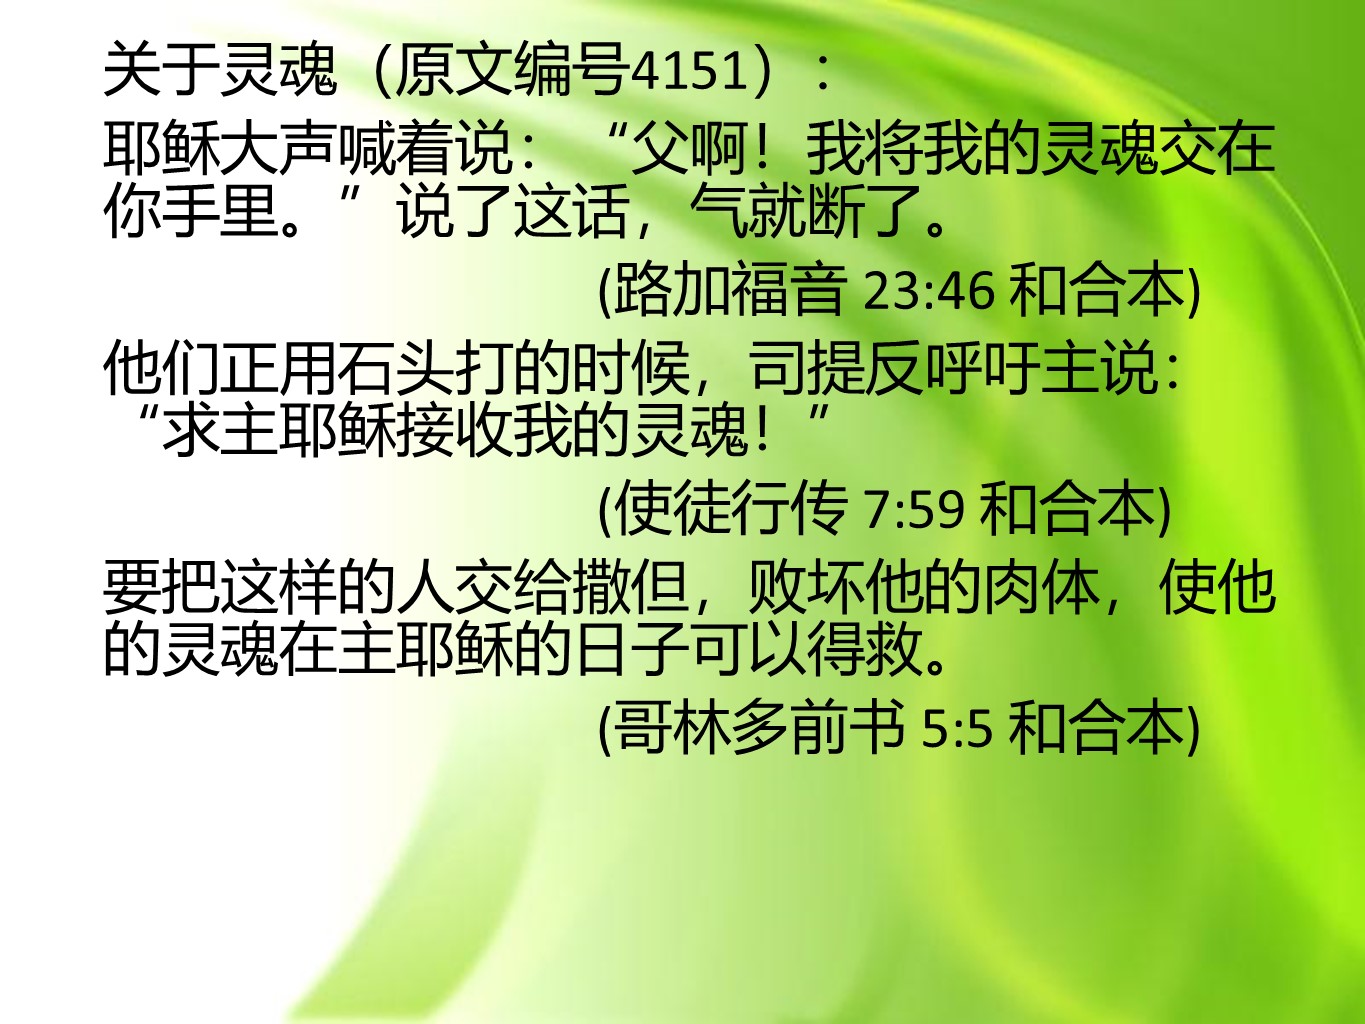 关于灵魂（原文编号4151）：
耶稣大声喊着说：“父啊！我将我的灵魂交在
你手里。”说了这话，气就断了。
(路加福音 23:46 和合本)
他们正用石头打的时候，司提反呼吁主说：
“求主耶稣接收我的灵魂！”
(使徒行传 7:59 和合本)
要把这样的人交给撒但，败坏他的肉体，使他
的灵魂在主耶稣的日子可以得救。
(哥林多前书 5:5 和合本)